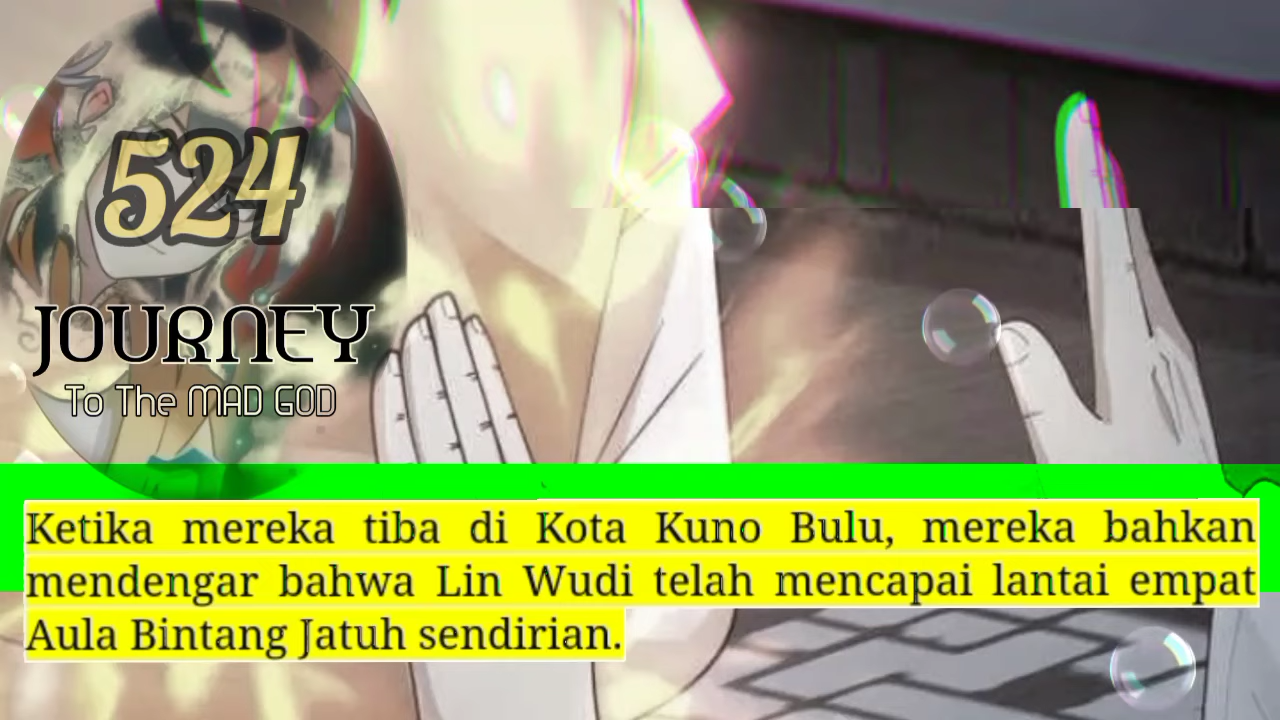 524
JOURNEY
To The MAD GOD
Ketika mereka tiba di Kota Kuno Bulu, mereka bahkan
mendengar bahwa Lin Wudi telah mencapai lantai empat
Aula Bintang Jatuh sendirian.